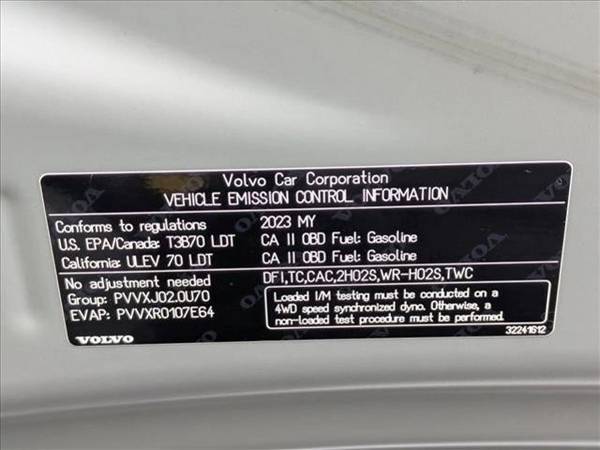 Volvo Car Corporation
VEHICLE EMISSION CONTROL INFORMATION
Conforms to regulations 2023 MY
U.S. EPA/Canada: T3B70 LDT CA II OBD Fuel: Gasoline
California: ULEV 70 LDT CA II OBD Fuel: Gasoline
No adjustment needed DFI,TC,CAC,2HO2S,WR-HO2S,TWC
Group: PVVXJ02.0U70
EVAP: PVVXR0107E64
Loaded I/M testing must be conducted on a
4WD speed synchronized dyno. Otherwise, a
non-loaded test procedure must be performed.
VOLVO 32241612